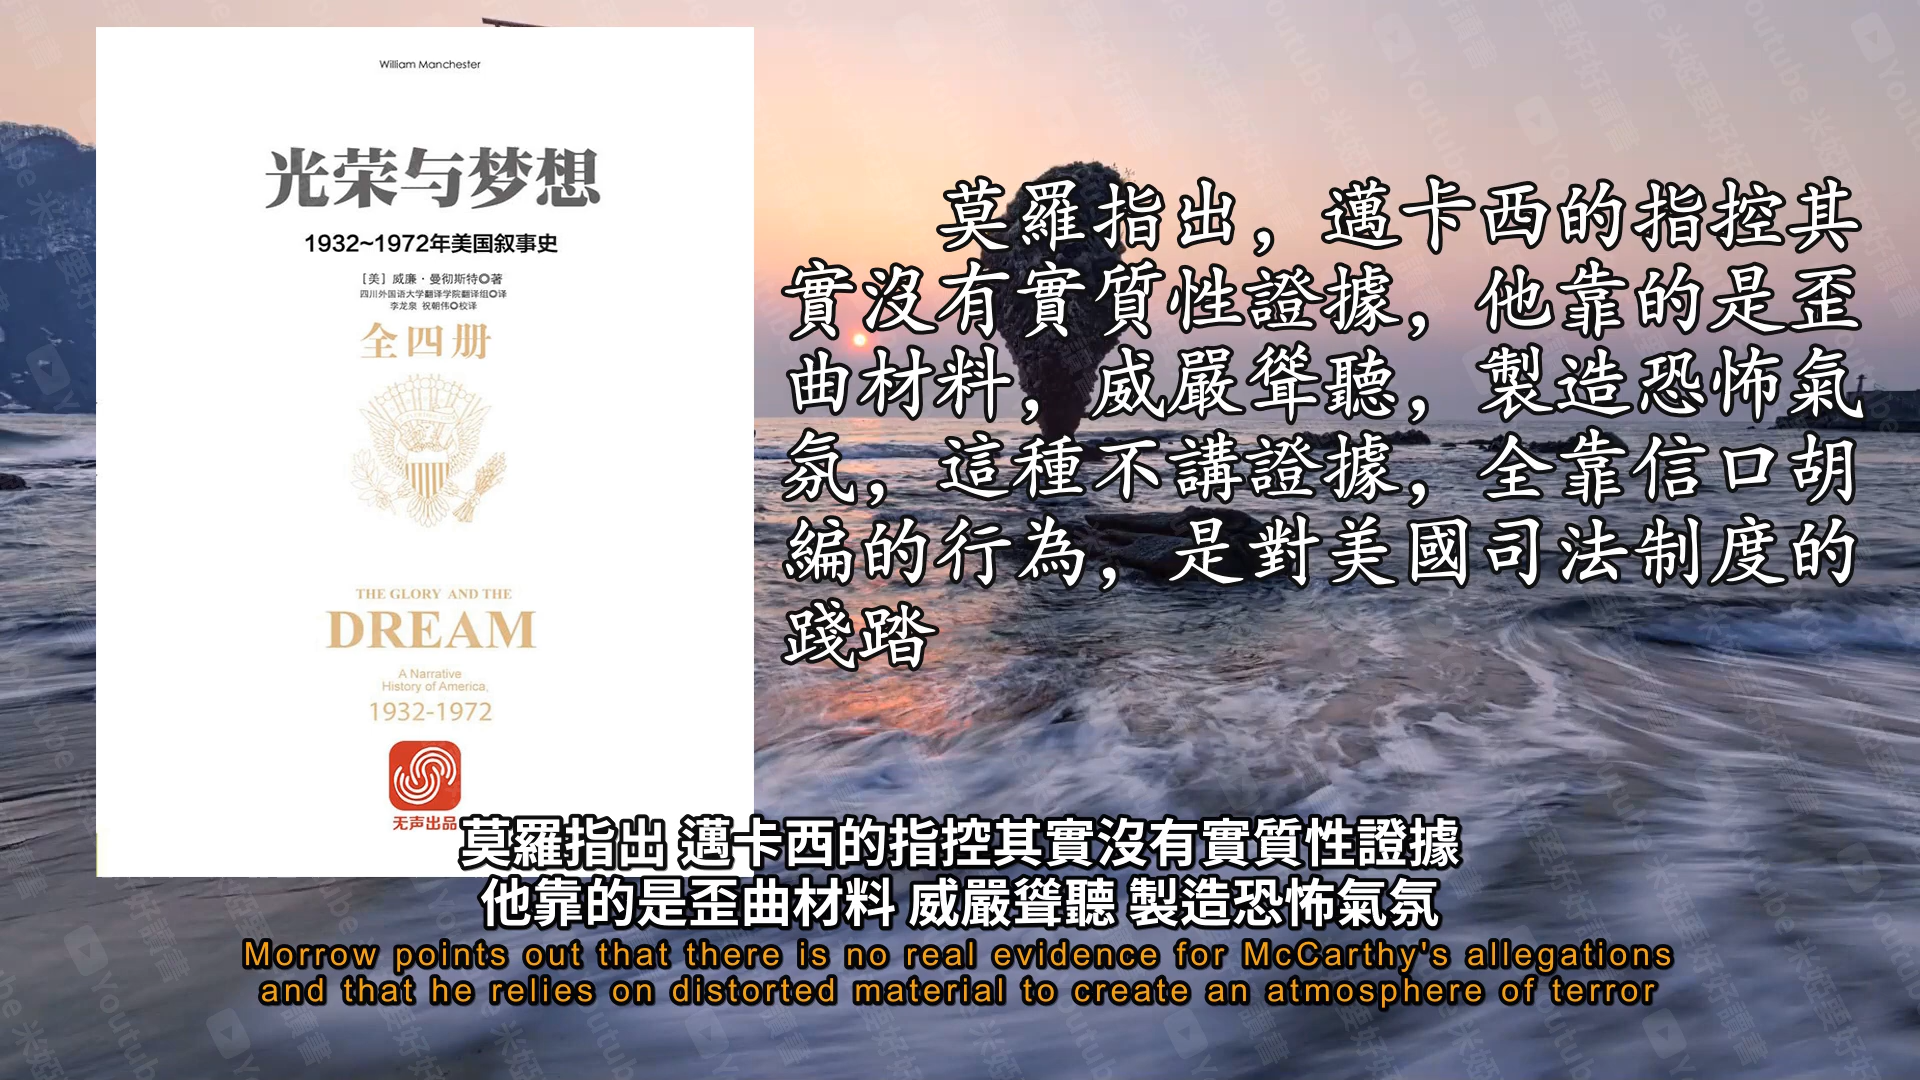 William Manchester
光荣与梦想
1932~1972年美国叙事史
［美］威廉·曼彻斯特◎著
四川外国语大学翻译学院翻译组◎译
李龙泉 祝朝伟◎校译
全四册
THE GLORY AND THE
DREAM
A Narrative
History of America,
1932-1972
无声出品
莫羅指出，邁卡西的指控其
實沒有實質性證據，他靠的是歪
曲材料，威嚴聳聽，製造恐怖氣
氛，這種不講證據，全靠信口胡
編的行為，是對美國司法制度的
踐踏
莫羅指出 邁卡西的指控其實沒有實質性證據
他靠的是歪曲材料 威嚴聳聽 製造恐怖氣氛
Morrow points out that there is no real evidence for McCarthy's allegations
and that he relies on distorted material to create an atmosphere of terror
Youtube 米婭要好好讀書